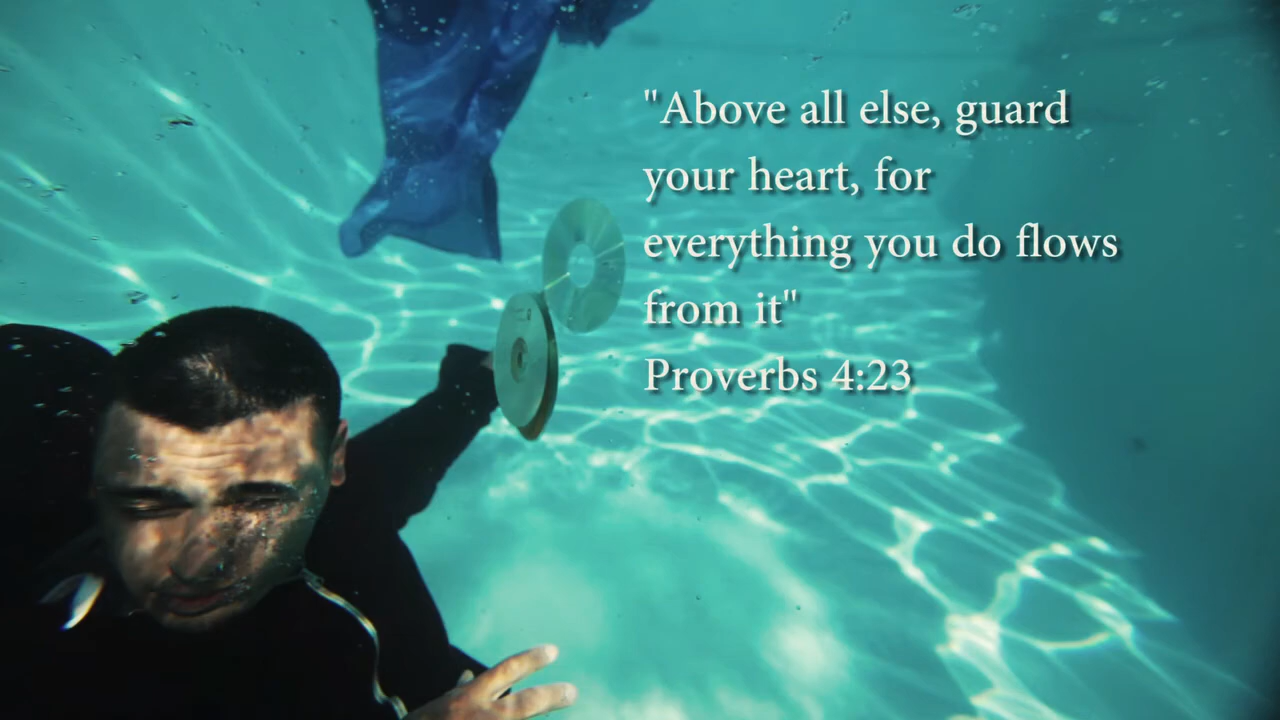 "Above all else, guard
your heart, for
everything you do flows
from it"
Proverbs 4:23